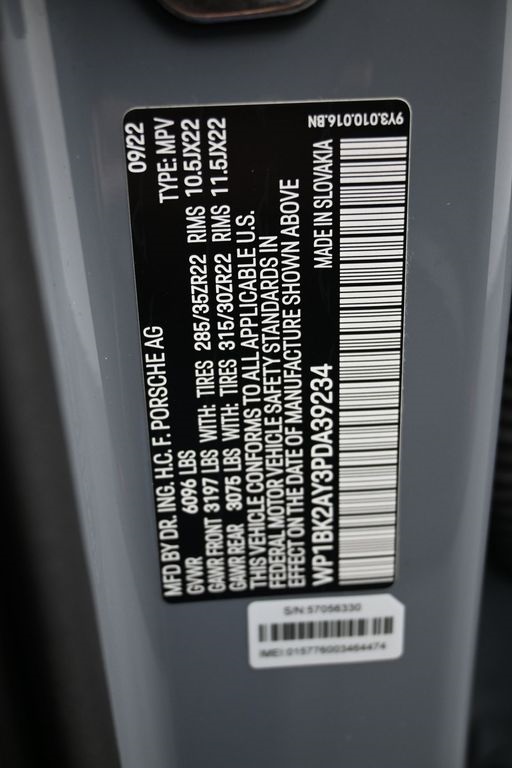 MFD BY DR. ING. H.C. F. PORSCHE AG 09/22
GVWR 6096 LBS TYPE: MPV
GAWR FRONT 3197 LBS WITH: TIRES 285/35ZR22 RIMS 10.5JX22
GAWR REAR 3075 LBS WITH: TIRES 315/30ZR22 RIMS 11.5JX22
THIS VEHICLE CONFORMS TO ALL APPLICABLE U.S.
FEDERAL MOTOR VEHICLE SAFETY STANDARDS IN
EFFECT ON THE DATE OF MANUFACTURE SHOWN ABOVE
WP1BK2AY3PDA39234 MADE IN SLOVAKIA
9Y3.010.016.BN
S/N:57056330
IMEI:015776003464474